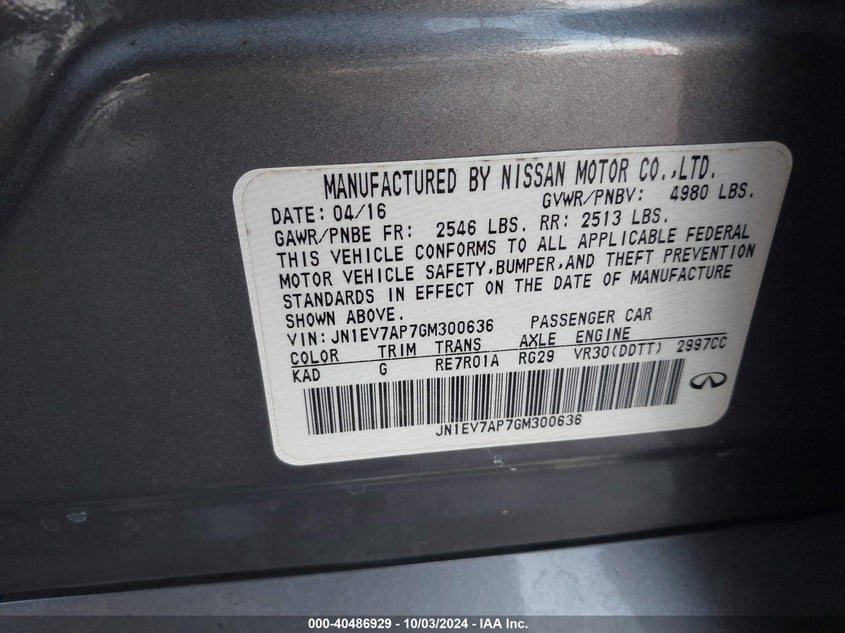 MANUFACTURED BY NISSAN MOTOR CO.,LTD.
DATE: 04/16 GVWR/PNBV: 4980 LBS.
GAWR/PNBE FR: 2546 LBS. RR: 2513 LBS.
THIS VEHICLE CONFORMS TO ALL APPLICABLE FEDERAL
MOTOR VEHICLE SAFETY,BUMPER,AND THEFT PREVENTION
STANDARDS IN EFFECT ON THE DATE OF MANUFACTURE
SHOWN ABOVE.
VIN: JN1EV7AP7GM300636 PASSENGER CAR
COLOR TRIM TRANS AXLE ENGINE
KAD G RE7R01A RG29 VR30(DDTT) 2997CC
JN1EV7AP7GM300636
000-40486929 - 10/03/2024 - IAA Inc.